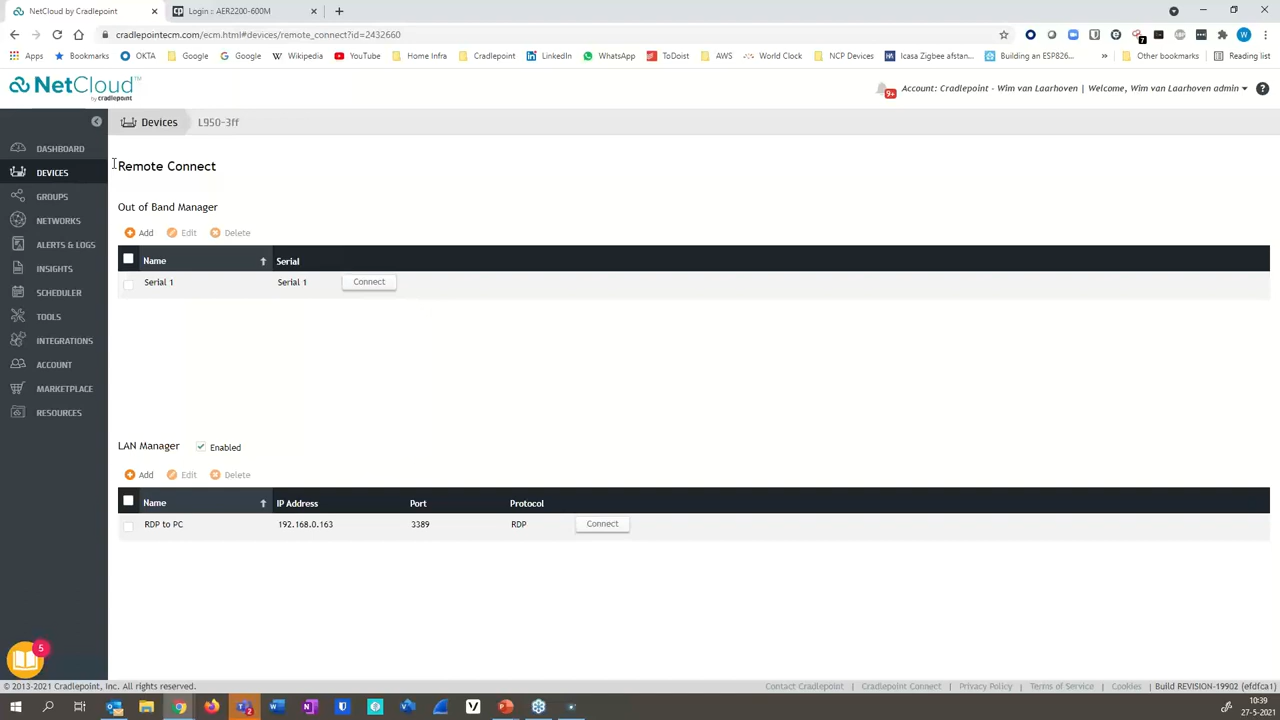 NetCloud by Cradlepoint
Login :: AER2200-600M
cradlepointecm.com/ecm.html#devices/remote_connect?id=2432660
Apps Bookmarks OKTA Google Google Wikipedia YouTube Home Infra Cradlepoint LinkedIn WhatsApp ToDoist AWS World Clock NCP Devices Icasa Zigbee afstan... Building an ESP826... » Other bookmarks Reading list
NetCloud™
by cradlepoint
9+ Account: Cradlepoint - Wim van Laarhoven | Welcome, Wim van Laarhoven admin
Devices L950-3ff
DASHBOARD
DEVICES
GROUPS
NETWORKS
ALERTS & LOGS
INSIGHTS
SCHEDULER
TOOLS
INTEGRATIONS
ACCOUNT
MARKETPLACE
RESOURCES
5
Remote Connect
Out of Band Manager
Add Edit Delete
Name Serial
Serial 1 Serial 1 Connect
LAN Manager Enabled
Add Edit Delete
Name IP Address Port Protocol
RDP to PC 192.168.0.163 3389 RDP Connect
© 2013-2021 Cradlepoint, Inc. All rights reserved. Contact Cradlepoint | Cradlepoint Connect | Privacy Policy | Terms of Service | Cookies | Build REVISION-19902 (efdfca1)
10:39
27-5-2021